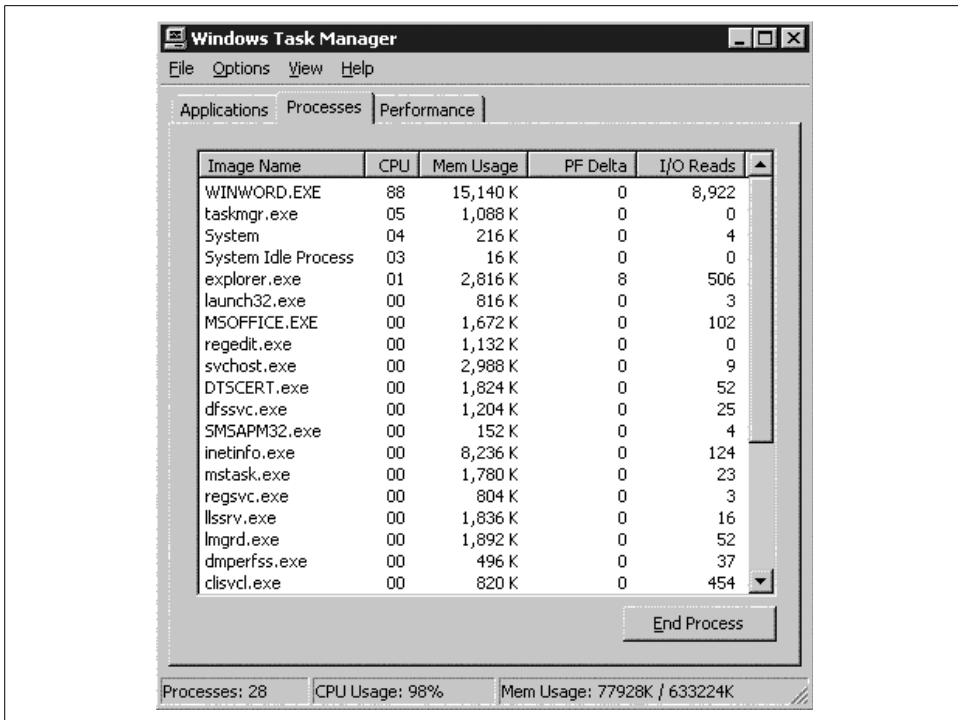 Windows Task Manager
File Options View Help
Applications Processes Performance
Image Name CPU Mem Usage PF Delta I/O Reads
WINWORD.EXE 88 15,140 K 0 8,922
taskmgr.exe 05 1,088 K 0 0
System 04 216 K 0 4
System Idle Process 03 16 K 0 0
explorer.exe 01 2,816 K 8 506
launch32.exe 00 816 K 0 3
MSOFFICE.EXE 00 1,672 K 0 102
regedit.exe 00 1,132 K 0 0
svchost.exe 00 2,988 K 0 9
DTSCERT.exe 00 1,824 K 0 52
dfssvc.exe 00 1,204 K 0 25
SMSAPM32.exe 00 152 K 0 4
inetinfo.exe 00 8,236 K 0 124
mstask.exe 00 1,780 K 0 23
regsvc.exe 00 804 K 0 3
llssrv.exe 00 1,836 K 0 16
lmgrd.exe 00 1,892 K 0 52
dmperfss.exe 00 496 K 0 37
clisvcl.exe 00 820 K 0 454
End Process
Processes: 28 CPU Usage: 98% Mem Usage: 77928K / 633224K